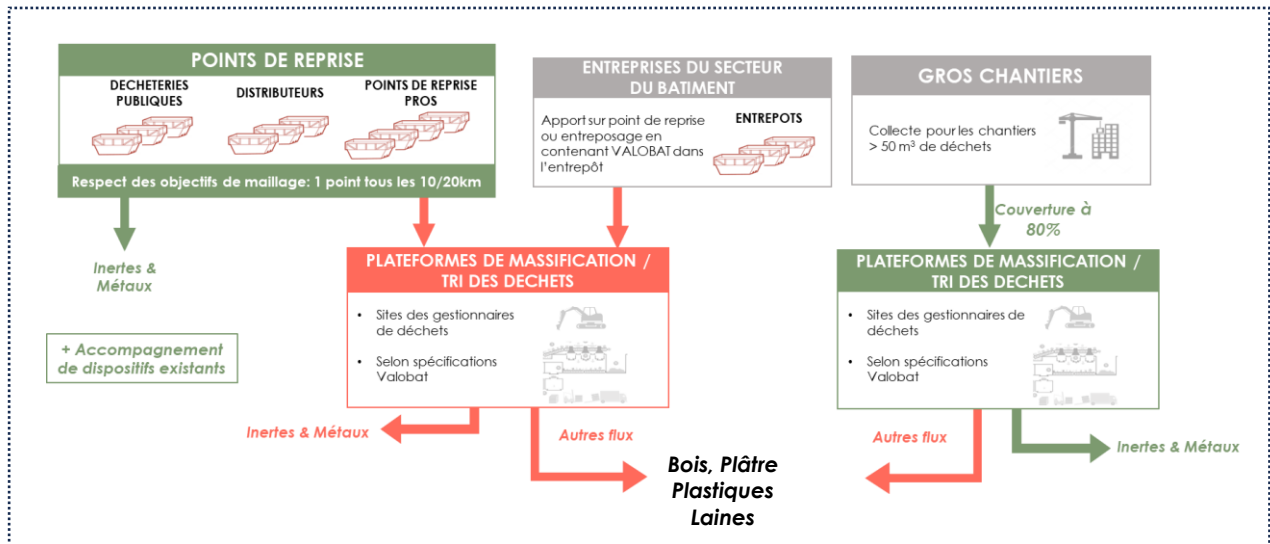 POINTS DE REPRISE
DECHETERIES
PUBLIQUES
DISTRIBUTEURS
POINTS DE REPRISE
PROS
Respect des objectifs de maillage: 1 point tous les 10/20km
ENTREPRISES DU SECTEUR
DU BATIMENT
Apport sur point de reprise
ou entreposage en
contenant VALOBAT dans
l'entrepôt
ENTREPOTS
GROS CHANTIERS
Collecte pour les chantiers
> 50 m³ de déchets
Inertes &
Métaux
Couverture à
80%
+ Accompagnement
de dispositifs existants
PLATEFORMES DE MASSIFICATION /
TRI DES DECHETS
• Sites des gestionnaires
de déchets
• Selon spécifications
Valobat
PLATEFORMES DE MASSIFICATION /
TRI DES DECHETS
• Sites des gestionnaires de
déchets
• Selon spécifications
Valobat
Inertes & Métaux
Autres flux
Autres flux
Inertes & Métaux
Bois, Plâtre
Plastiques
Laines